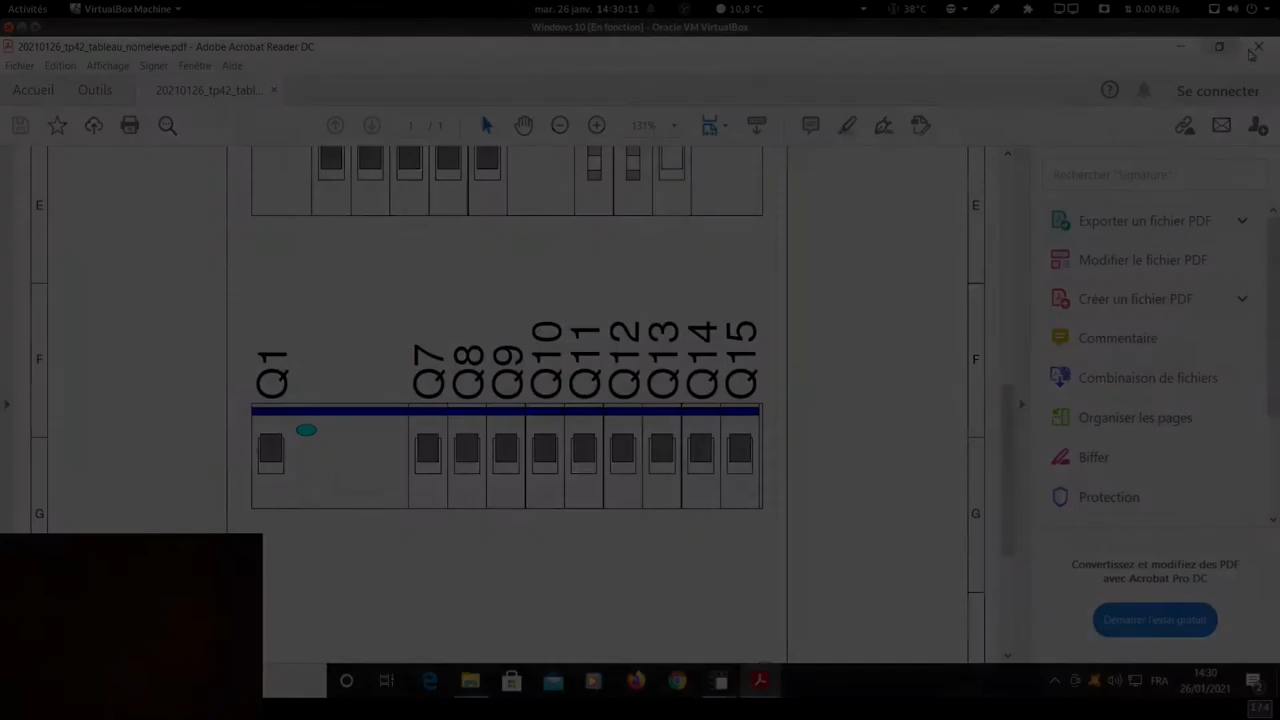 Activités VirtualBox Machine mar. 26 janv. 14:30:11 10,8 °C 38°C 0.00 KB/s
Windows 10 [En fonction] - Oracle VM VirtualBox
20210126_tp42_tableau_nomeleve.pdf - Adobe Acrobat Reader DC
Fichier Edition Affichage Signer Fenêtre Aide
Accueil Outils 20210126_tp42_tabl... Se connecter
1 / 1 131%
Rechercher "Signature"
E E
Exporter un fichier PDF
Modifier le fichier PDF
Créer un fichier PDF
Commentaire
F F
Combinaison de fichiers
Organiser les pages
Biffer
Protection
Q1 Q7 Q8 Q9 Q10 Q11 Q12 Q13 Q14 Q15
G G
Convertissez et modifiez des PDF
avec Acrobat Pro DC
Démarrer l'essai gratuit
FRA 14:30
26/01/2021
2
1 / 4